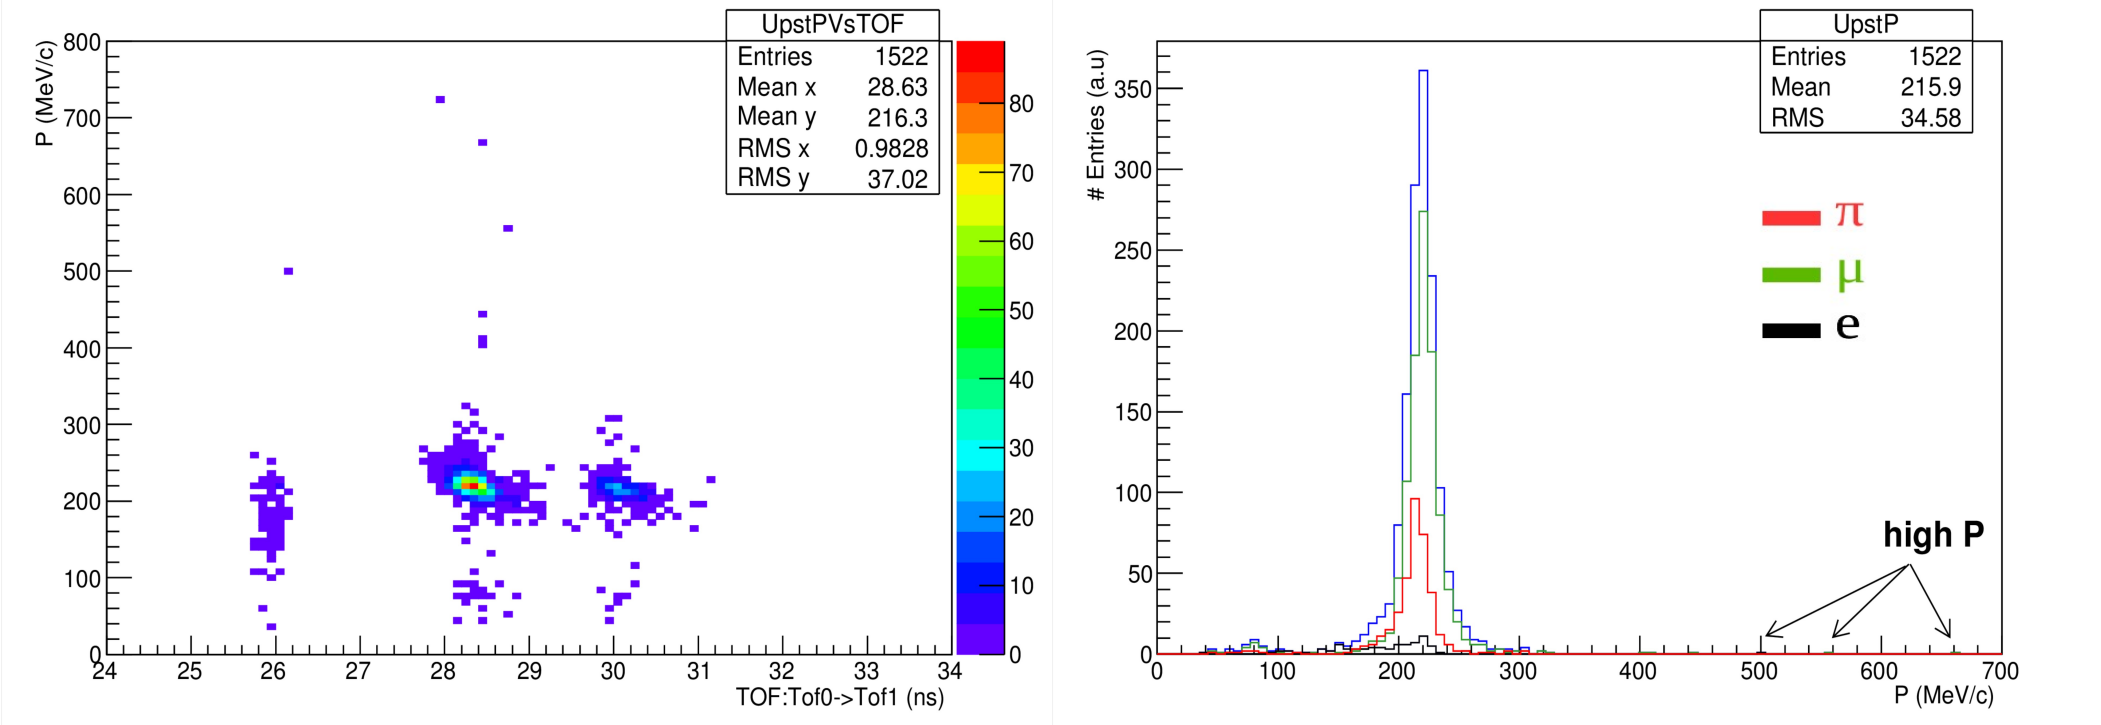 UpstPVsTOF
Entries 1522
Mean x 28.63
Mean y 216.3
RMS x 0.9828
RMS y 37.02
P (MeV/c)
800
700
600
500
400
300
200
100
0
24 25 26 27 28 29 30 31 32 33 34
TOF:Tof0->Tof1 (ns)
80
70
60
50
40
30
20
10
0
UpstP
Entries 1522
Mean 215.9
RMS 34.58
# Entries (a.u)
350
300
250
200
150
100
50
0
π
μ
e
high P
0 100 200 300 400 500 600 700
P (MeV/c)